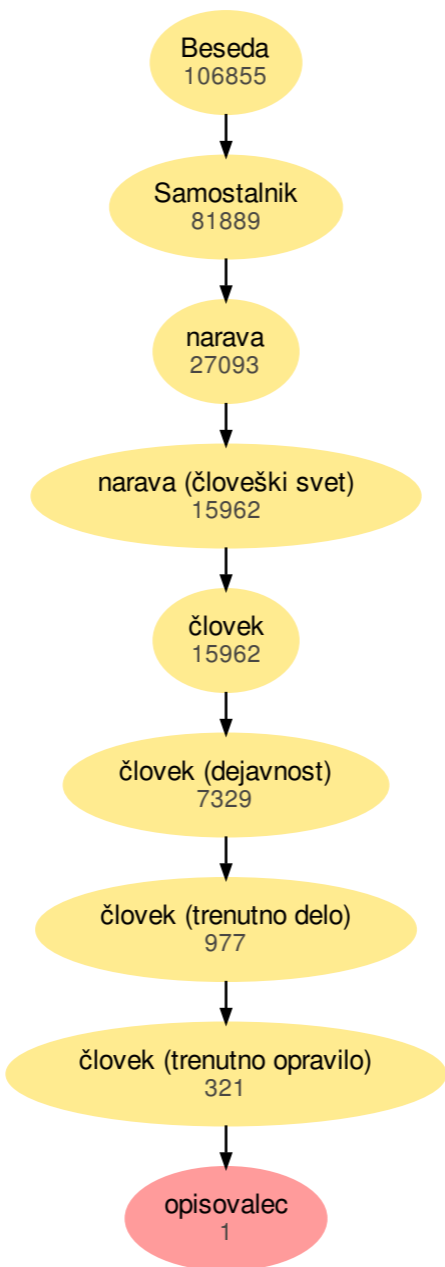 Beseda
106855
Samostalnik
81889
narava
27093
narava (človeški svet)
15962
človek
15962
človek (dejavnost)
7329
človek (trenutno delo)
977
človek (trenutno opravilo)
321
opisovalec
1